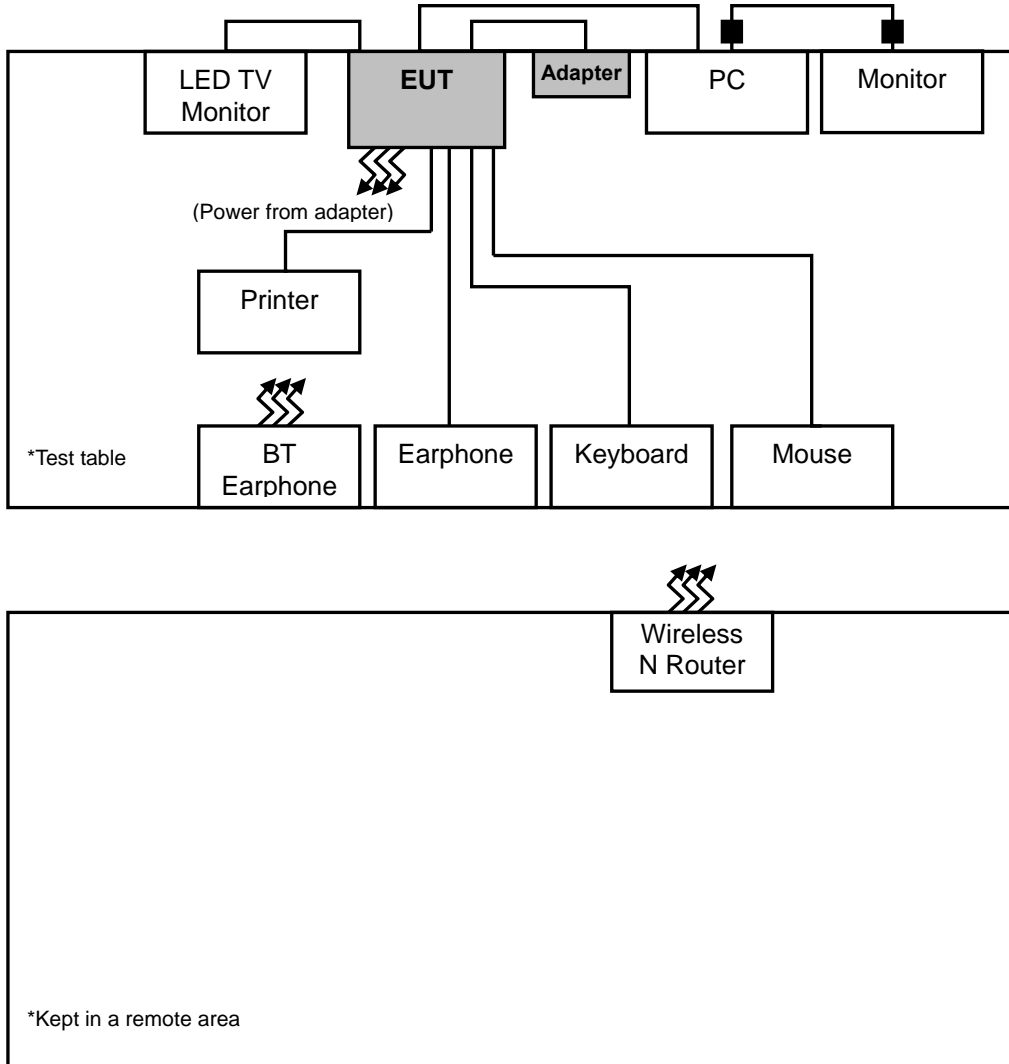 LED TV
Monitor
EUT
Adapter
PC
Monitor
(Power from adapter)
Printer
*Test table
BT
Earphone
Earphone
Keyboard
Mouse
Wireless
N Router
*Kept in a remote area